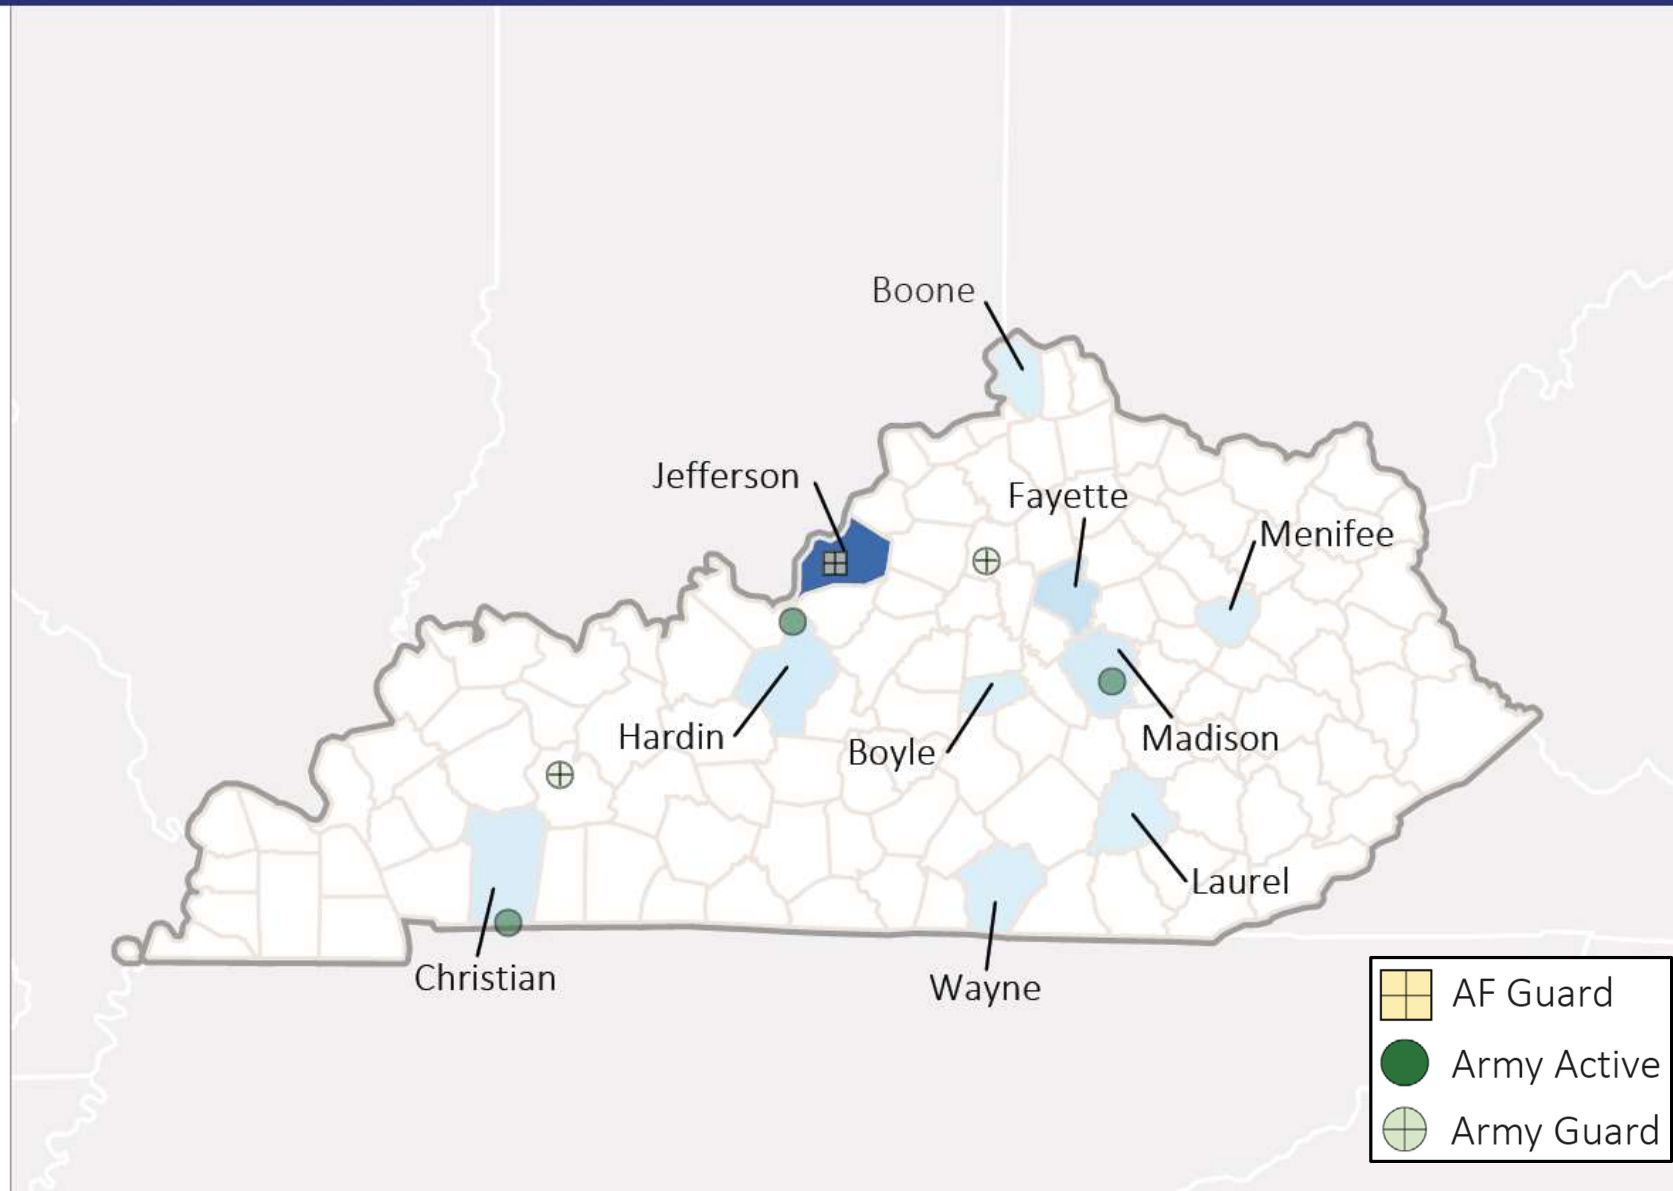 Boone
Jefferson
Fayette
Menifee
Hardin
Boyle
Madison
Laurel
Christian
Wayne
AF Guard
Army Active
Army Guard